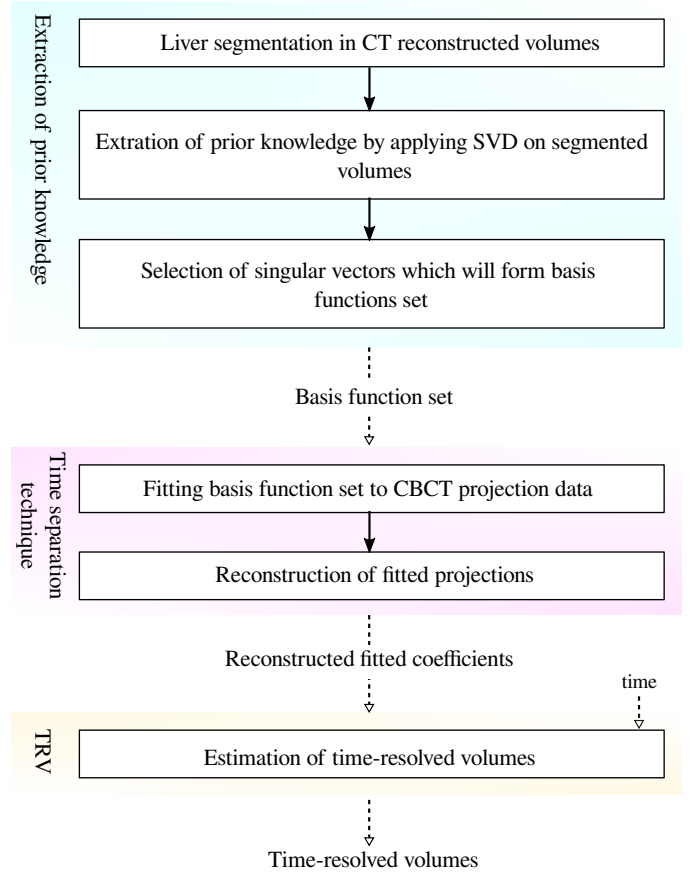 Extraction of
prior knowledge
Liver segmentation in CT reconstructed volumes
Extration of prior knowledge by applying SVD on segmented
volumes
Selection of singular vectors which will form basis
functions set
Basis function set
Time separation
technique
Fitting basis function set to CBCT projection data
Reconstruction of fitted projections
Reconstructed fitted coefficients
time
TRV
Estimation of time-resolved volumes
Time-resolved volumes